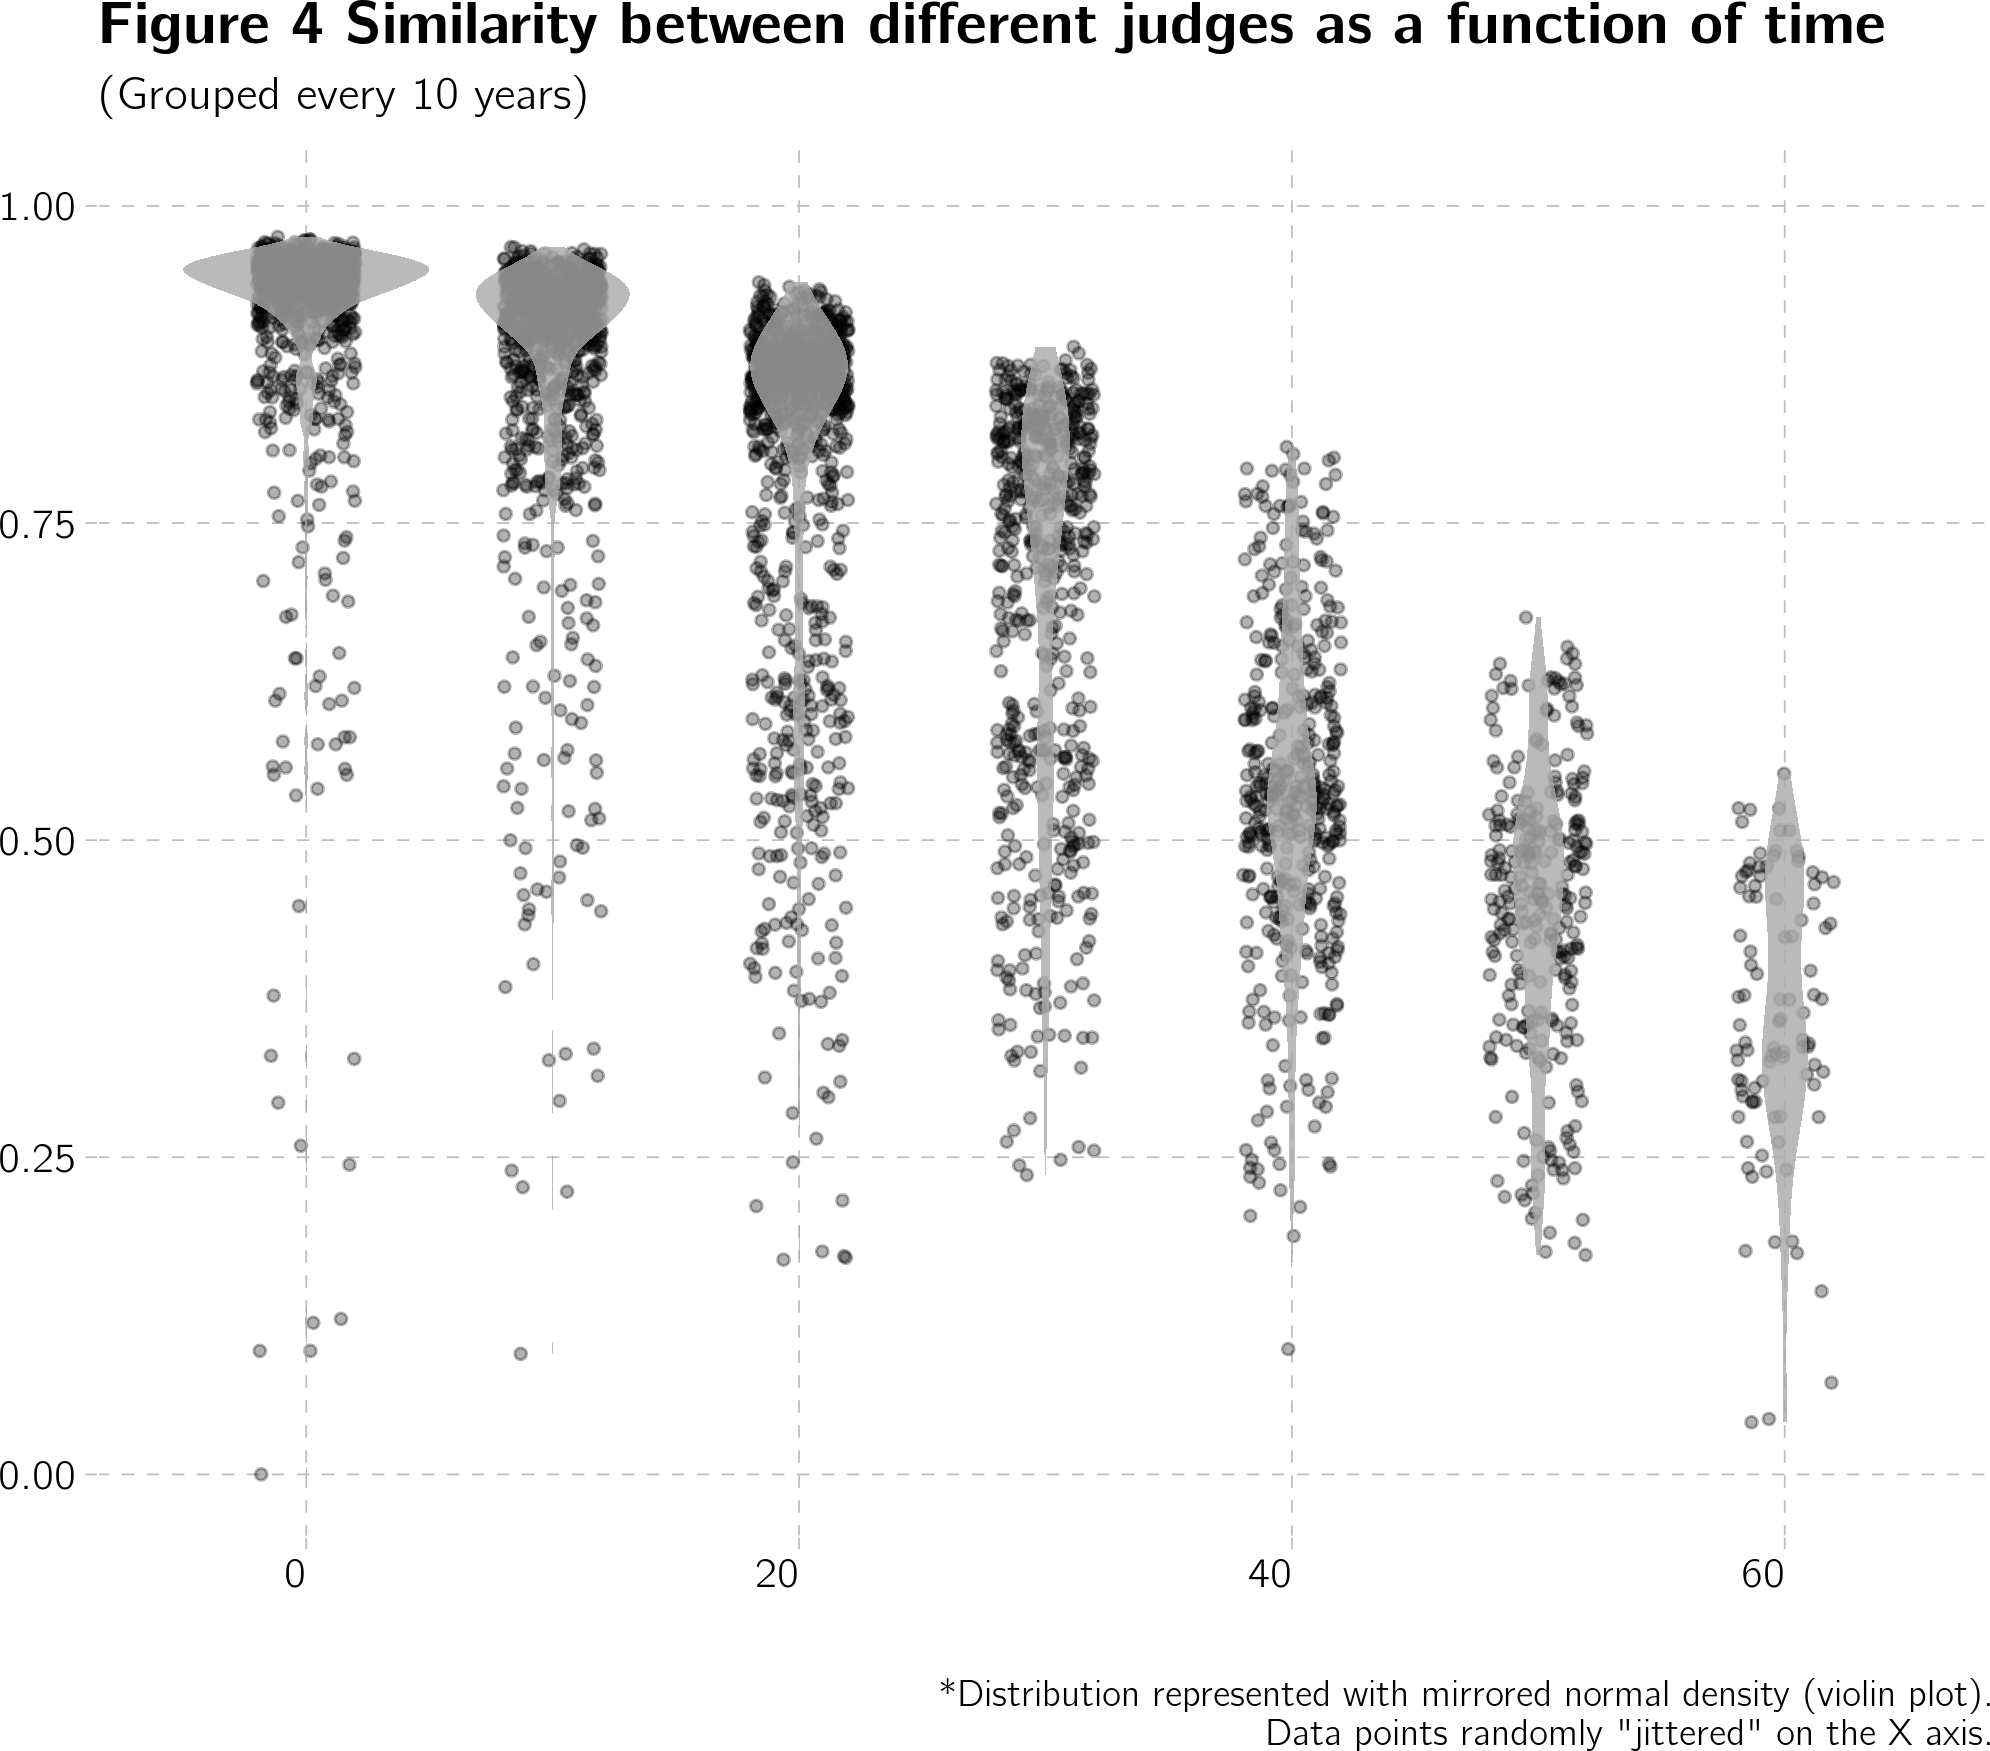 Figure 4 Similarity between different judges as a function of time
(Grouped every 10 years)
1.00
0.75
0.50
0.25
0.00
0 20 40 60
*Distribution represented with mirrored normal density (violin plot).
Data points randomly "jittered" on the X axis.